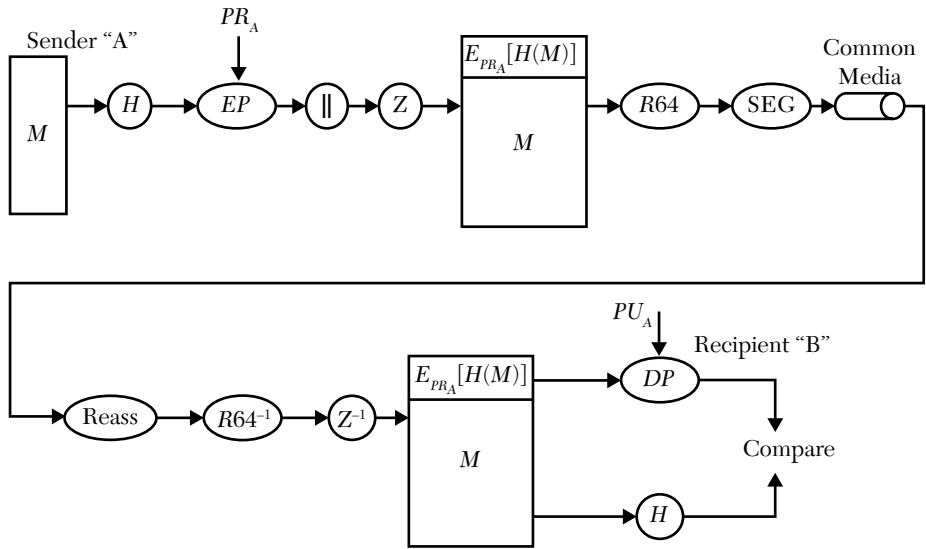 PR_A
Sender “A”
M
H
EP
||
Z
E_PR_A[H(M)]
M
R64
SEG
Common
Media
PU_A
Recipient “B”
Reass
R64⁻¹
Z⁻¹
E_PR_A[H(M)]
M
DP
Compare
H